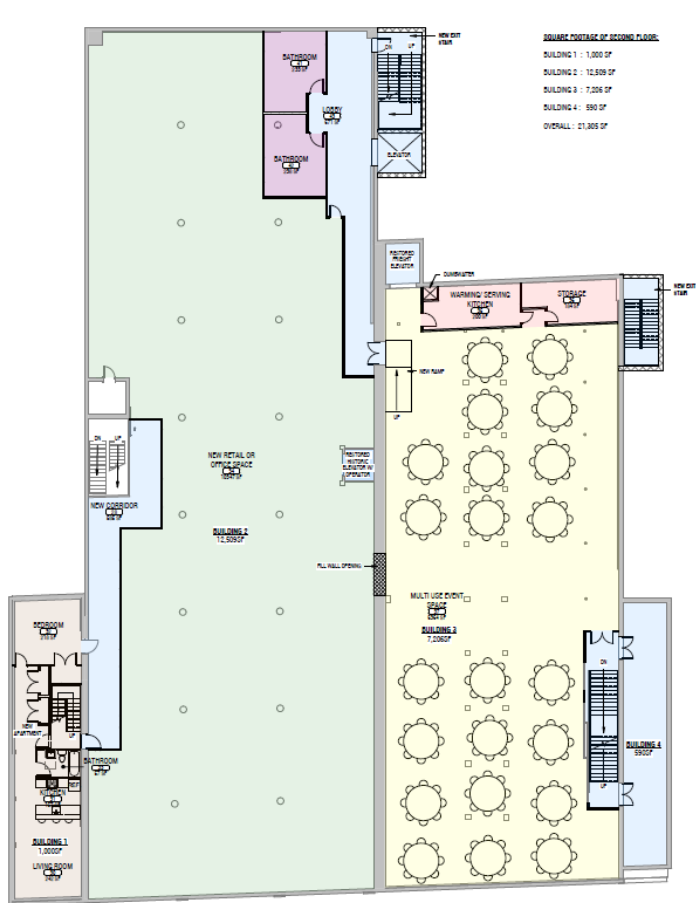 SQUARE FOOTAGE OF SECOND FLOOR:
BUILDING 1 : 1,000 SF
BUILDING 2 : 12,509 SF
BUILDING 3 : 7,206 SF
BUILDING 4 : 590 SF
OVERALL : 21,305 SF
NEW EXIT
STAIR
DN
UP
BATHROOM
LOBBY
ELEVATOR
BATHROOM
RESTORED
FREIGHT
ELEVATOR
DUMBWAITER
WARMING/ SERVING
KITCHEN
STORAGE
NEW EXIT
STAIR
NEW RAMP
UP
DN
UP
NEW RETAIL OR
OFFICE SPACE
RESTORED
HISTORIC
ELEVATOR W/
OPERATOR
NEW CORRIDOR
BUILDING 2
12,509SF
FILL WALL OPENING
MULTI USE EVENT
SPACE
BUILDING 3
7,206SF
BEDROOM
NEW
APARTMENT
UP
BATHROOM
REF
KITCHEN
BUILDING 1
1,000SF
LIVING ROOM
DN
UP
BUILDING 4
590SF